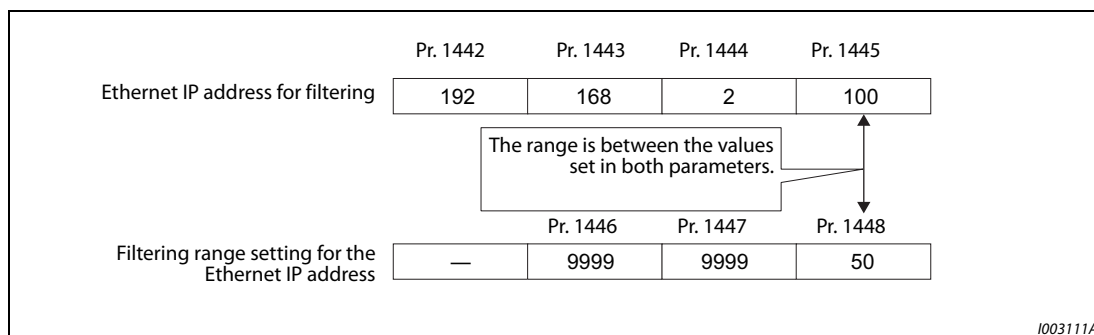 Pr. 1442 Pr. 1443 Pr. 1444 Pr. 1445
Ethernet IP address for filtering 192 168 2 100
The range is between the values
set in both parameters.
Pr. 1446 Pr. 1447 Pr. 1448
Filtering range setting for the
Ethernet IP address — 9999 9999 50
I003111A